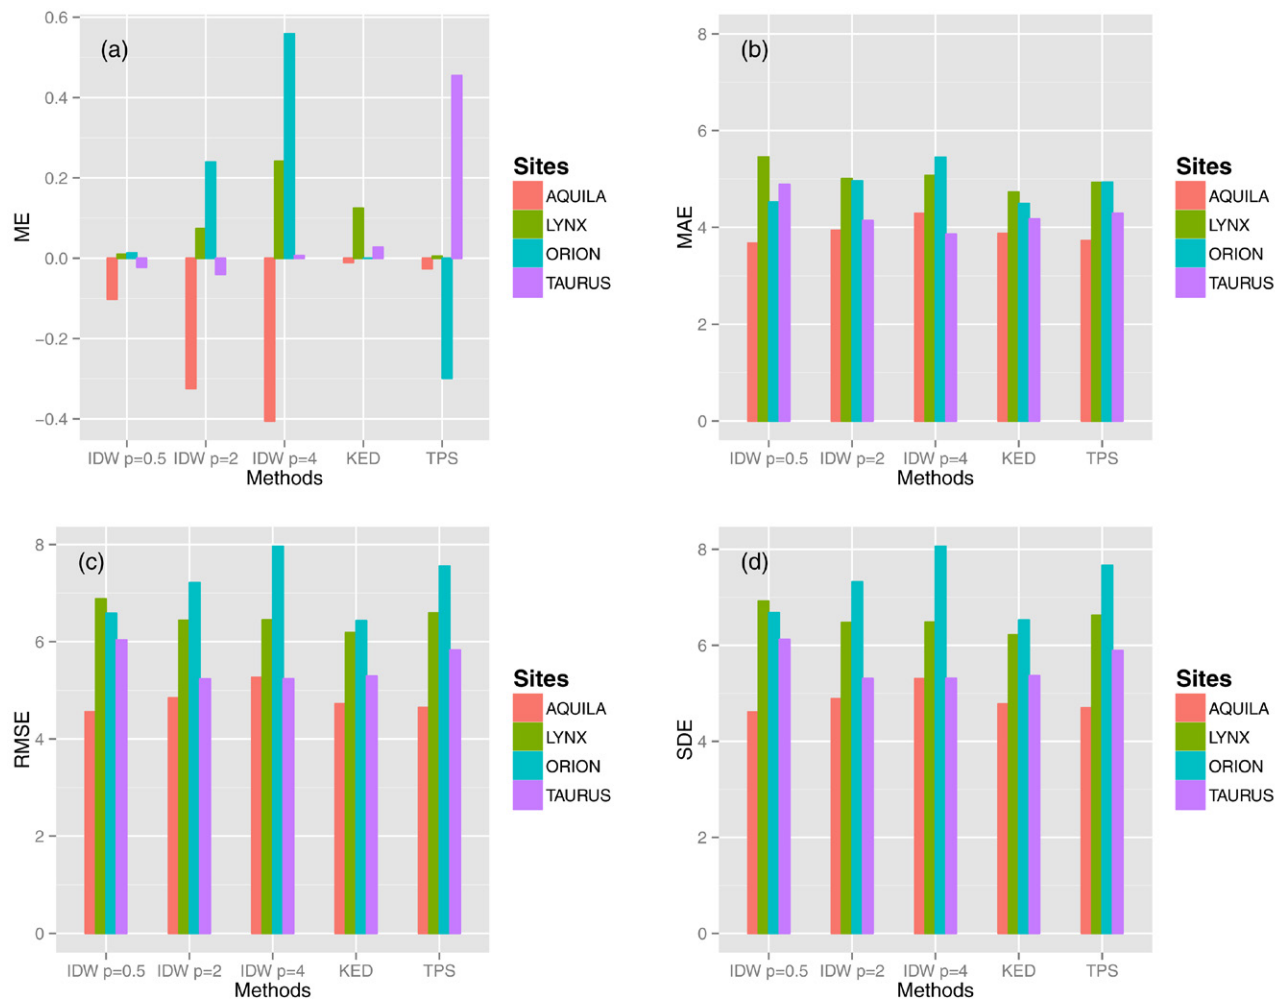 (a)
ME
0.6
0.4
0.2
0.0
−0.2
−0.4
IDW p=0.5 IDW p=2 IDW p=4 KED TPS
Methods
Sites
AQUILA
LYNX
ORION
TAURUS
(b)
MAE
8
6
4
2
0
IDW p=0.5 IDW p=2 IDW p=4 KED TPS
Methods
Sites
AQUILA
LYNX
ORION
TAURUS
(c)
RMSE
8
6
4
2
0
IDW p=0.5 IDW p=2 IDW p=4 KED TPS
Methods
Sites
AQUILA
LYNX
ORION
TAURUS
(d)
SDE
8
6
4
2
0
IDW p=0.5 IDW p=2 IDW p=4 KED TPS
Methods
Sites
AQUILA
LYNX
ORION
TAURUS